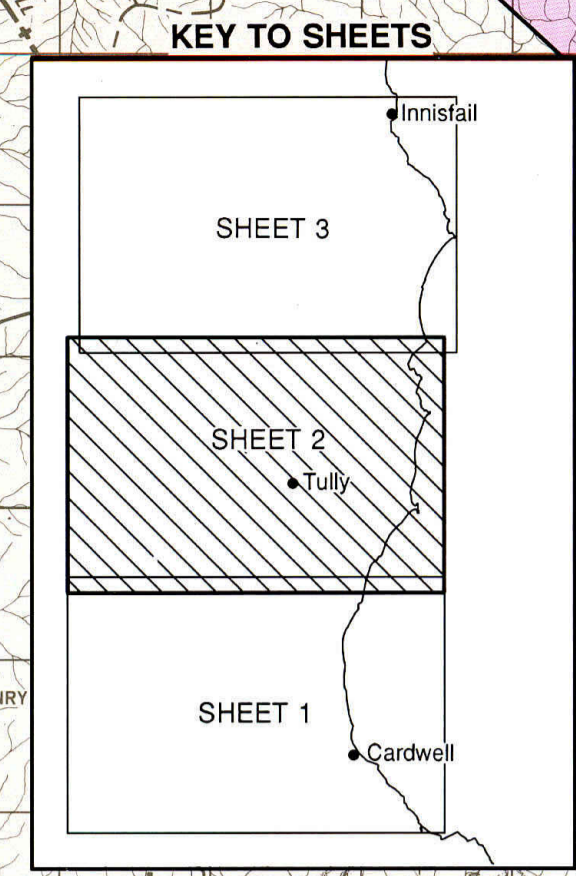 KEY TO SHEETS
Innisfail
SHEET 3
SHEET 2
Tully
SHEET 1
Cardwell